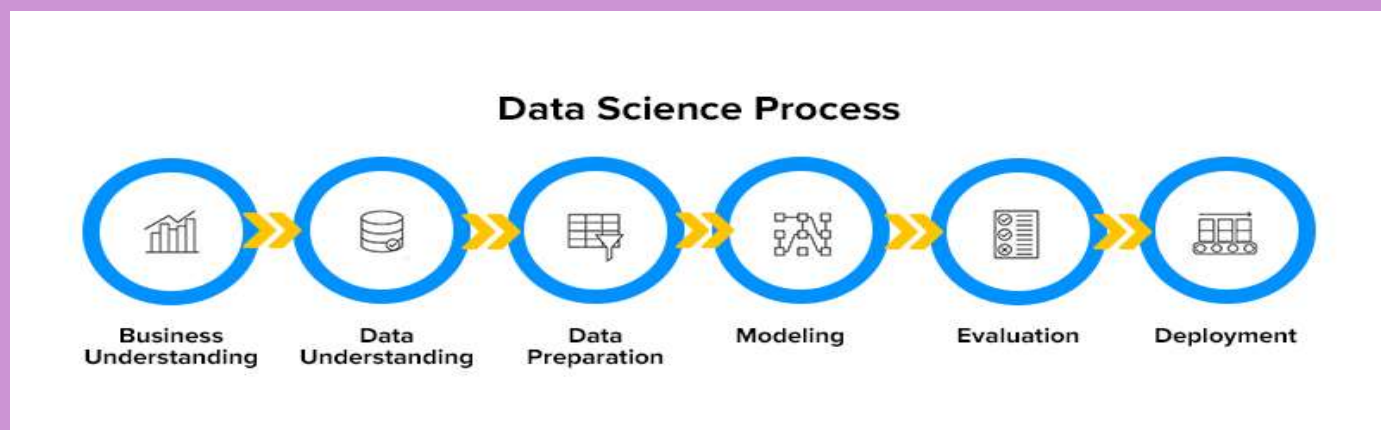 Data Science Process
Business
Understanding
Data
Understanding
Data
Preparation
Modeling
Evaluation
Deployment